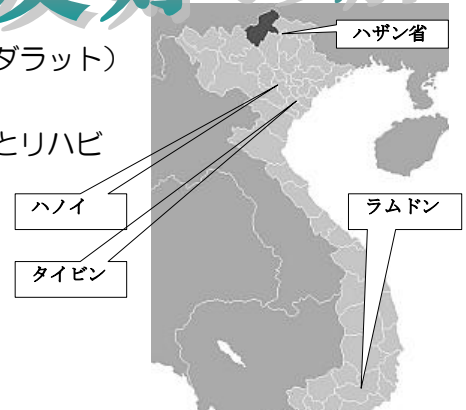 ダラット）
ハザン省
とリハビ
ハノイ
ラムドン
タイビン